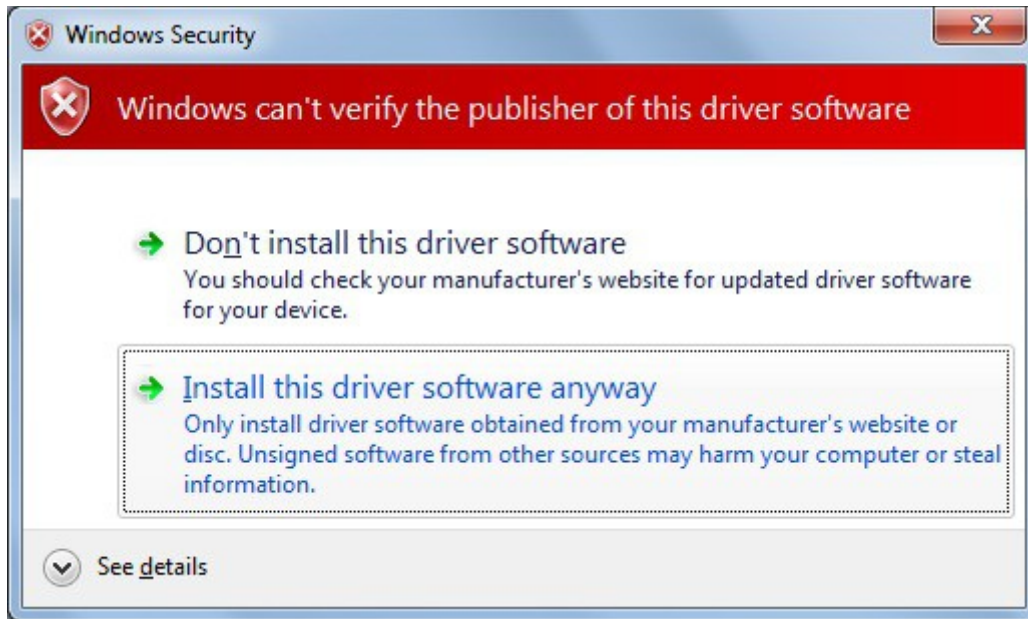 Windows Security
Windows can't verify the publisher of this driver software
Don't install this driver software
You should check your manufacturer's website for updated driver software
for your device.
Install this driver software anyway
Only install driver software obtained from your manufacturer's website or
disc. Unsigned software from other sources may harm your computer or steal
information.
See details